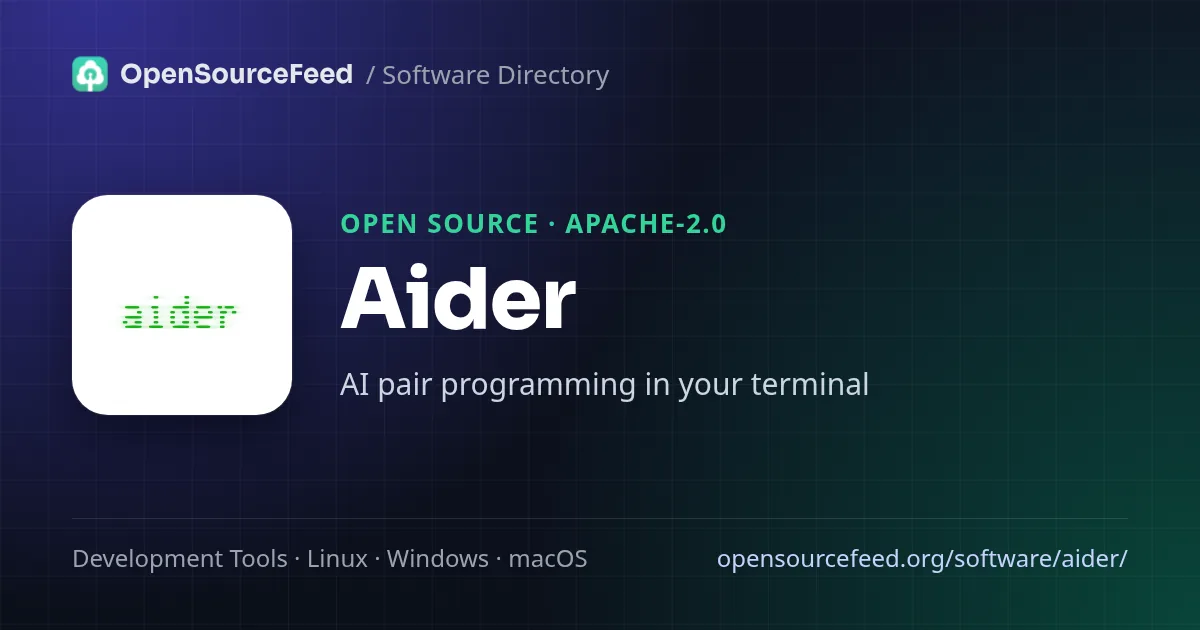 OpenSourceFeed / Software Directory
aider
OPEN SOURCE · APACHE-2.0
Aider
AI pair programming in your terminal
Development Tools · Linux · Windows · macOS
opensourcefeed.org/software/aider/